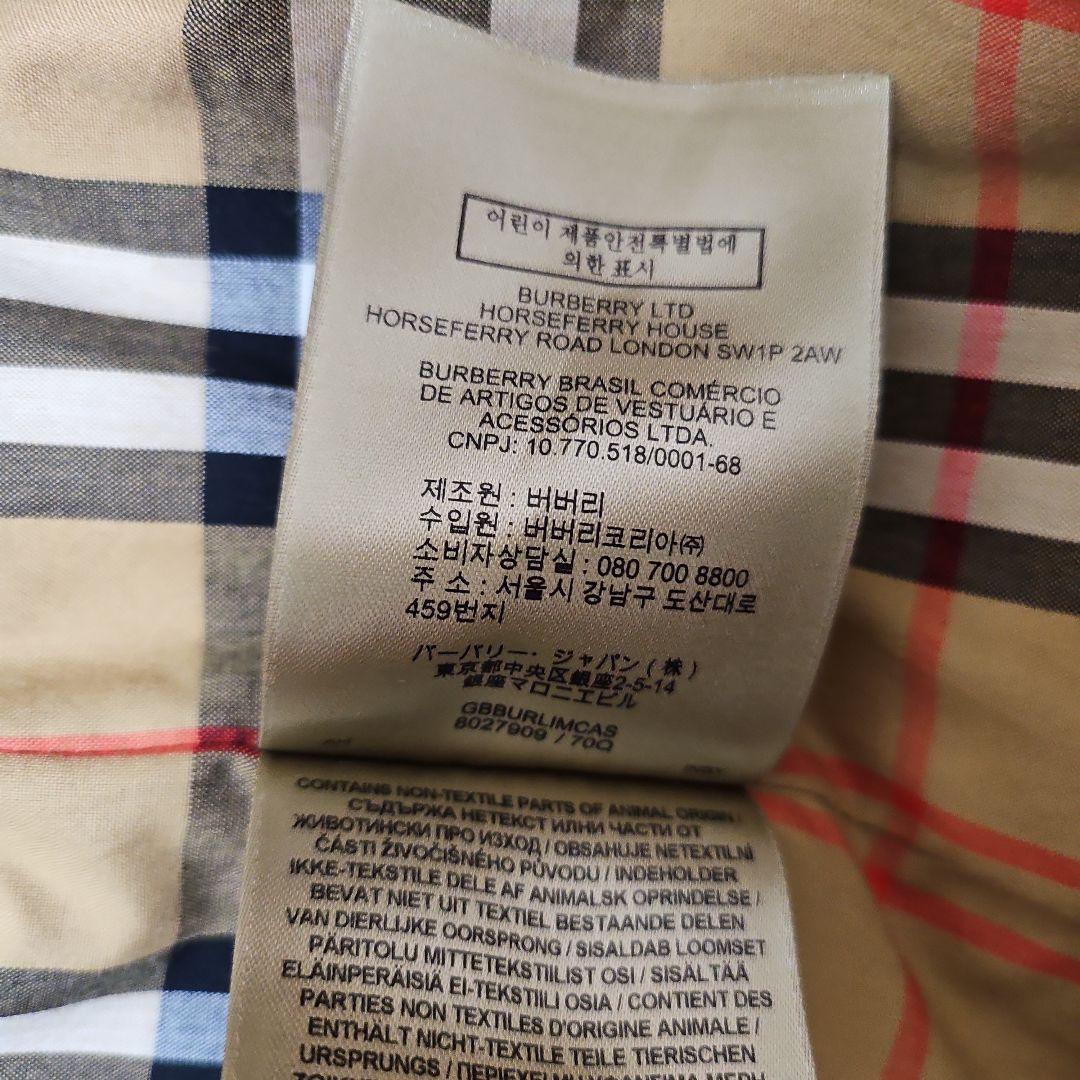 어린이 제품안전특별법에
의한 표시
BURBERRY LTD
HORSEFERRY HOUSE
HORSEFERRY ROAD LONDON SW1P 2AW
BURBERRY BRASIL COMÉRCIO
DE ARTIGOS DE VESTUÁRIO E
ACESSÓRIOS LTDA.
CNPJ: 10.770.518/0001-68
제조원 : 버버리
수입원 : 버버리코리아㈜
소비자상담실 : 080 700 8800
주 소 : 서울시 강남구 도산대로
459번지
バーバリー・ジャパン(株)
東京都中央区銀座2-5-14
銀座マロニエビル
GBBURLIMCAS
8027909 / 70Q
CONTAINS NON-TEXTILE PARTS OF ANIMAL ORIGIN /
СЪДЪРЖА НЕТЕКСТИЛНИ ЧАСТИ ОТ
ЖИВОТИНСКИ ПРОИЗХОД / OBSAHUJE NETEXTILNÍ
ČÁSTI ŽIVOČIŠNÉHO PŮVODU / INDEHOLDER
IKKE-TEKSTILE DELE AF ANIMALSK OPRINDELSE /
BEVAT NIET UIT TEXTIEL BESTAANDE DELEN
VAN DIERLIJKE OORSPRONG / SISALDAB LOOMSET
PÄRITOLU MITTETEKSTIILIST OSI / SISÄLTÄÄ
ELÄINPERÄISIÄ EI-TEKSTIILIOSIA / CONTIENT DES
PARTIES NON TEXTILES D'ORIGINE ANIMALE /
ENTHÄLT NICHT-TEXTILE TEILE TIERISCHEN
URSPRUNGS / ΠΕΡΙΕΧΕΙ ΜΗ ΥΦΑΝΣΙΜΑ ΜΕΡΗ